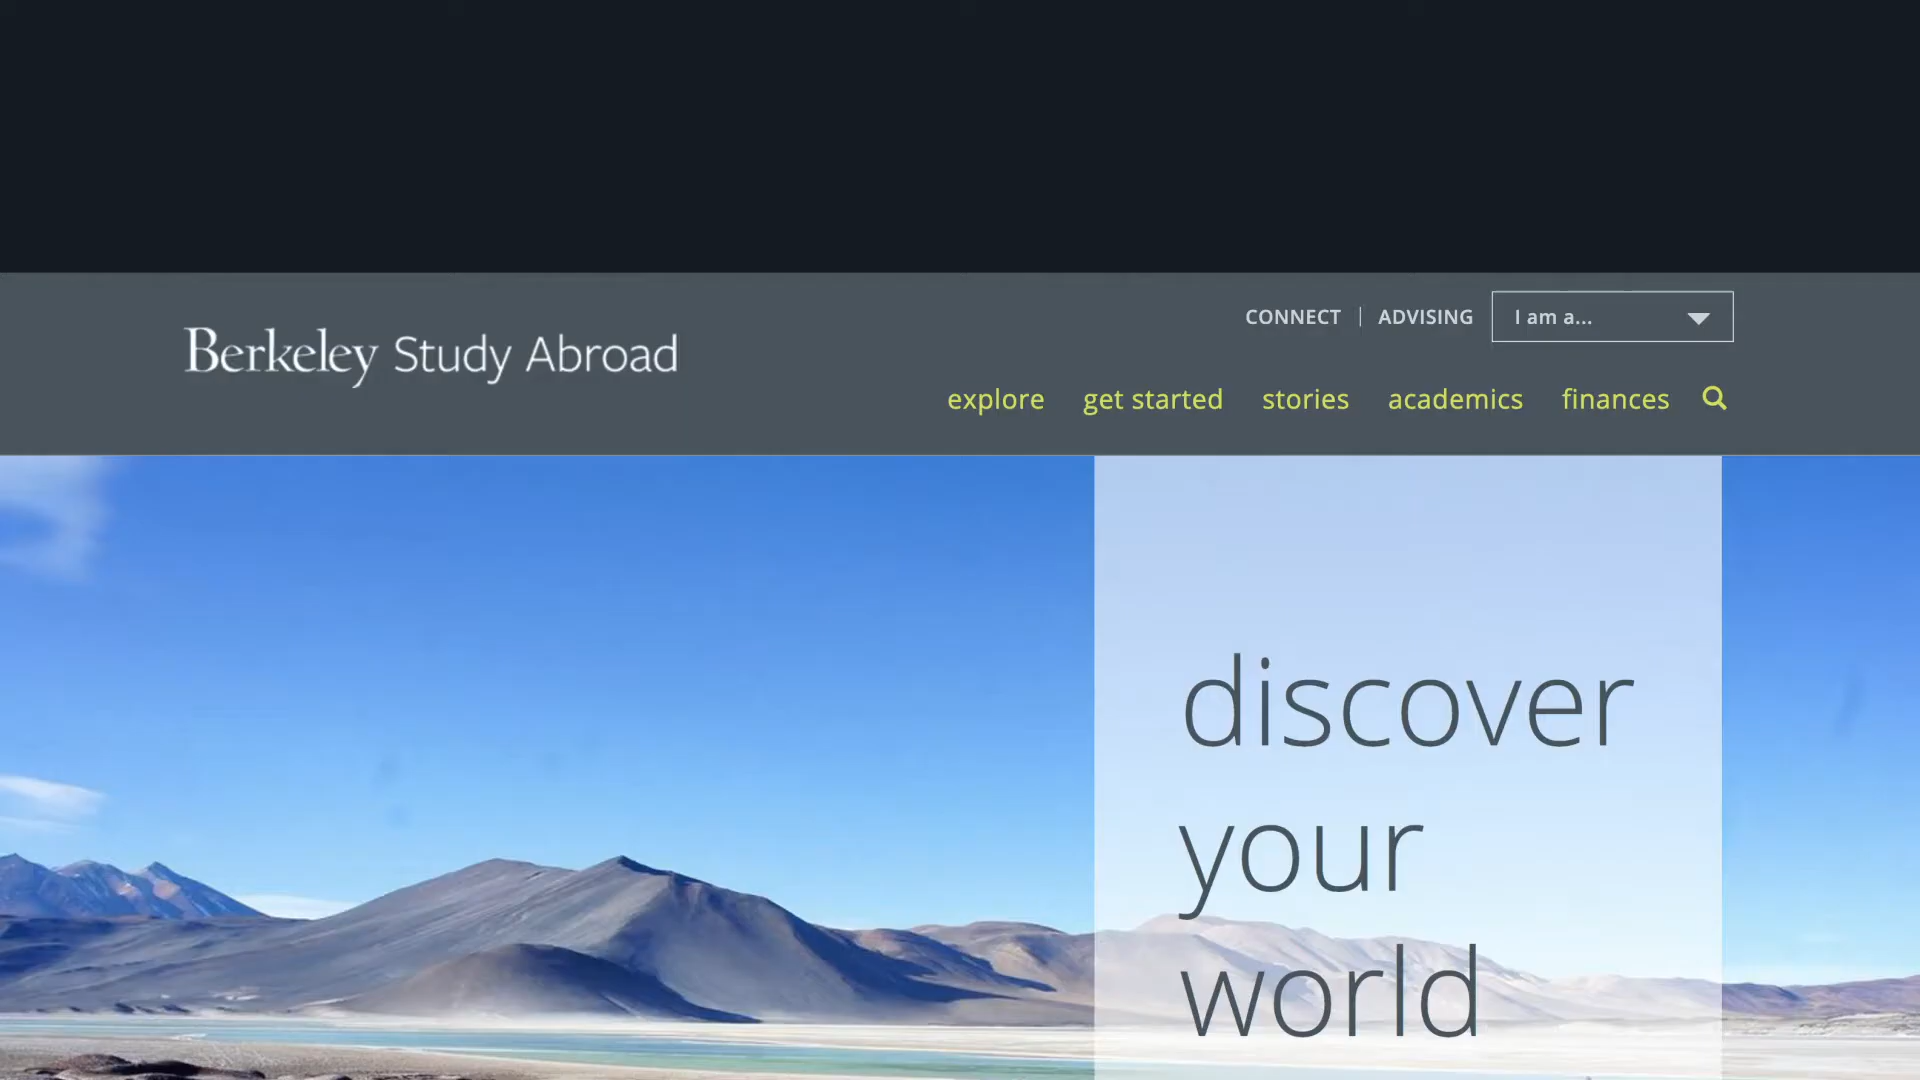 Berkeley Study Abroad
CONNECT | ADVISING
I am a...
explore get started stories academics finances
discover
your
world